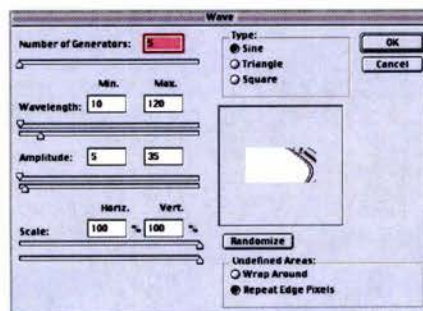 Wave
Number of Generators: 5
Min. Max.
Wavelength: 10 120
Amplitude: 5 35
Horiz. Vert.
Scale: 100 % 100 %
Type:
Sine
Triangle
Square
OK
Cancel
Randomize
Undefined Areas:
Wrap Around
Repeat Edge Pixels